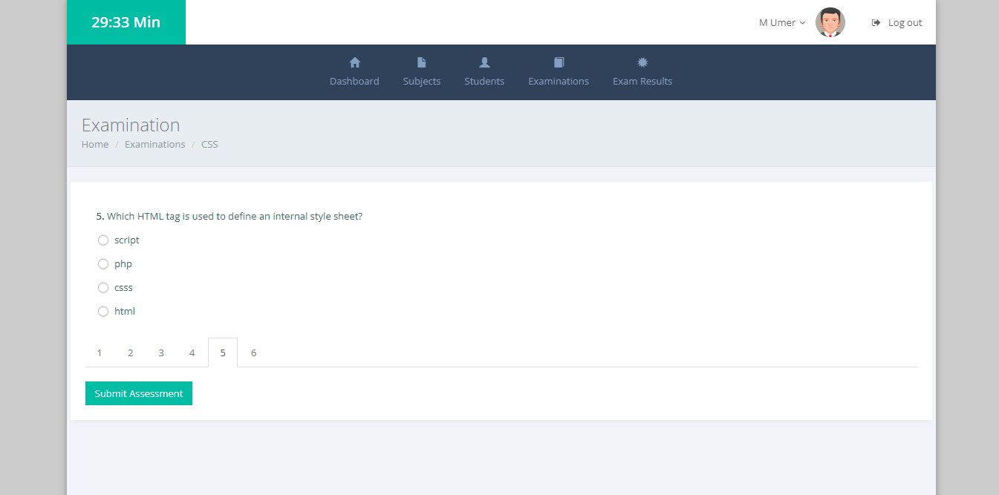 29:33 Min
M Umer
Log out
Dashboard Subjects Students Examinations Exam Results
Examination
Home / Examinations / CSS
5. Which HTML tag is used to define an internal style sheet?
script
php
csss
html
1 2 3 4 5 6
Submit Assessment